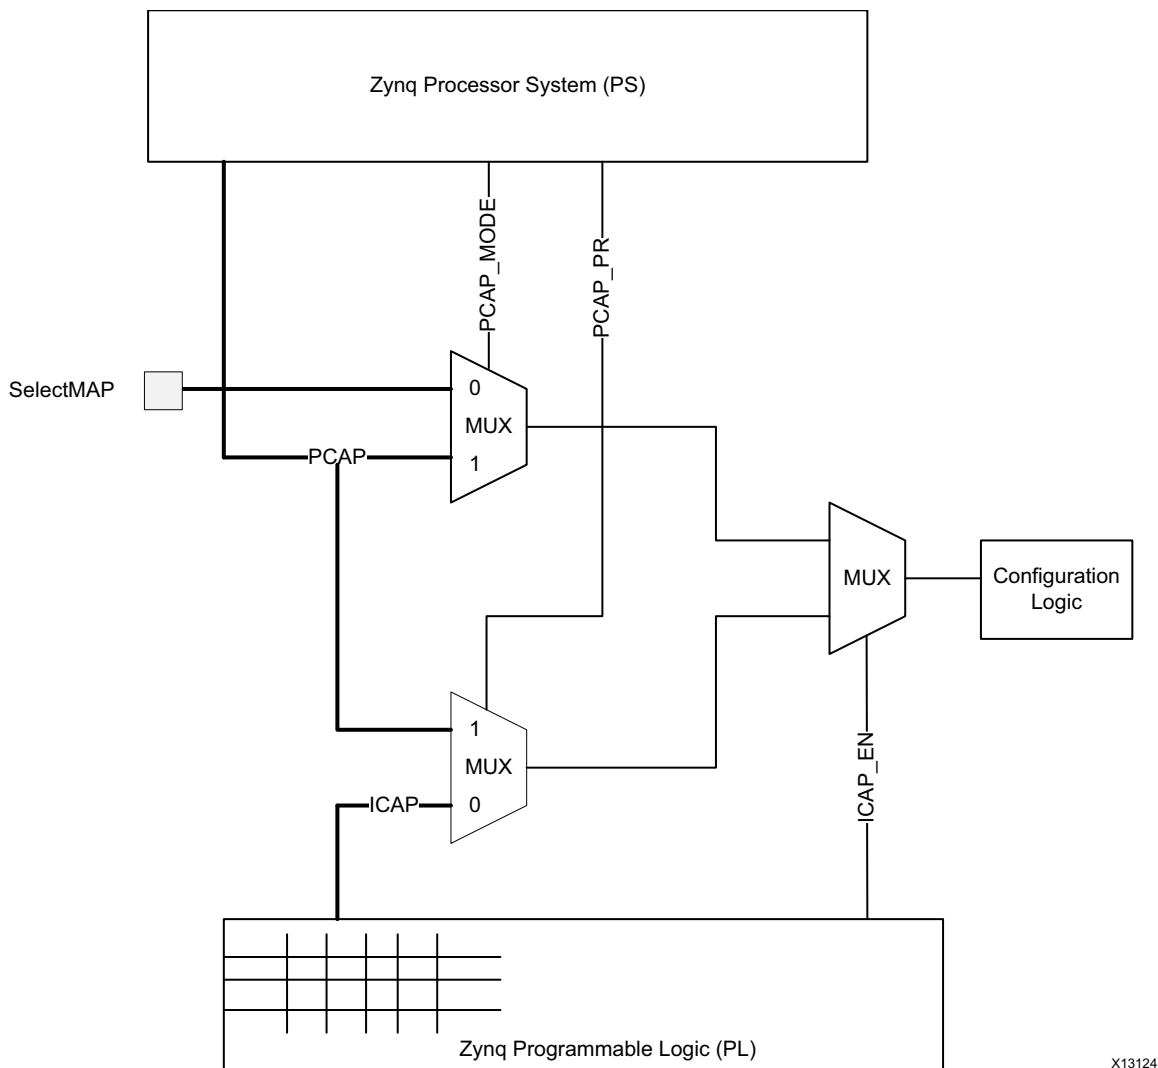 Zynq Processor System (PS)
PCAP_MODE
PCAP_PR
SelectMAP
0
MUX
1
PCAP
MUX
Configuration
Logic
1
MUX
0
ICAP
ICAP_EN
Zynq Programmable Logic (PL)
X13124